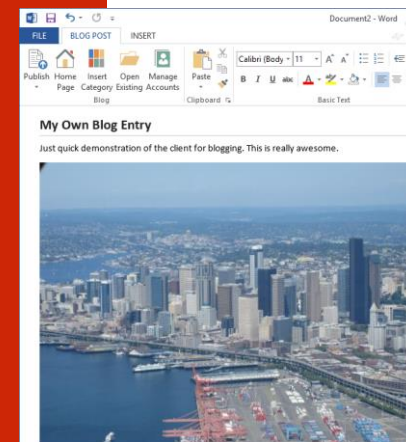 Document2 - Word
FILE BLOG POST INSERT
Publish Home Page Insert Category Open Existing Manage Accounts Paste
Calibri (Body 11 A A
B I U abc A
Blog Clipboard Basic Text
My Own Blog Entry
Just quick demonstration of the client for blogging. This is really awesome.